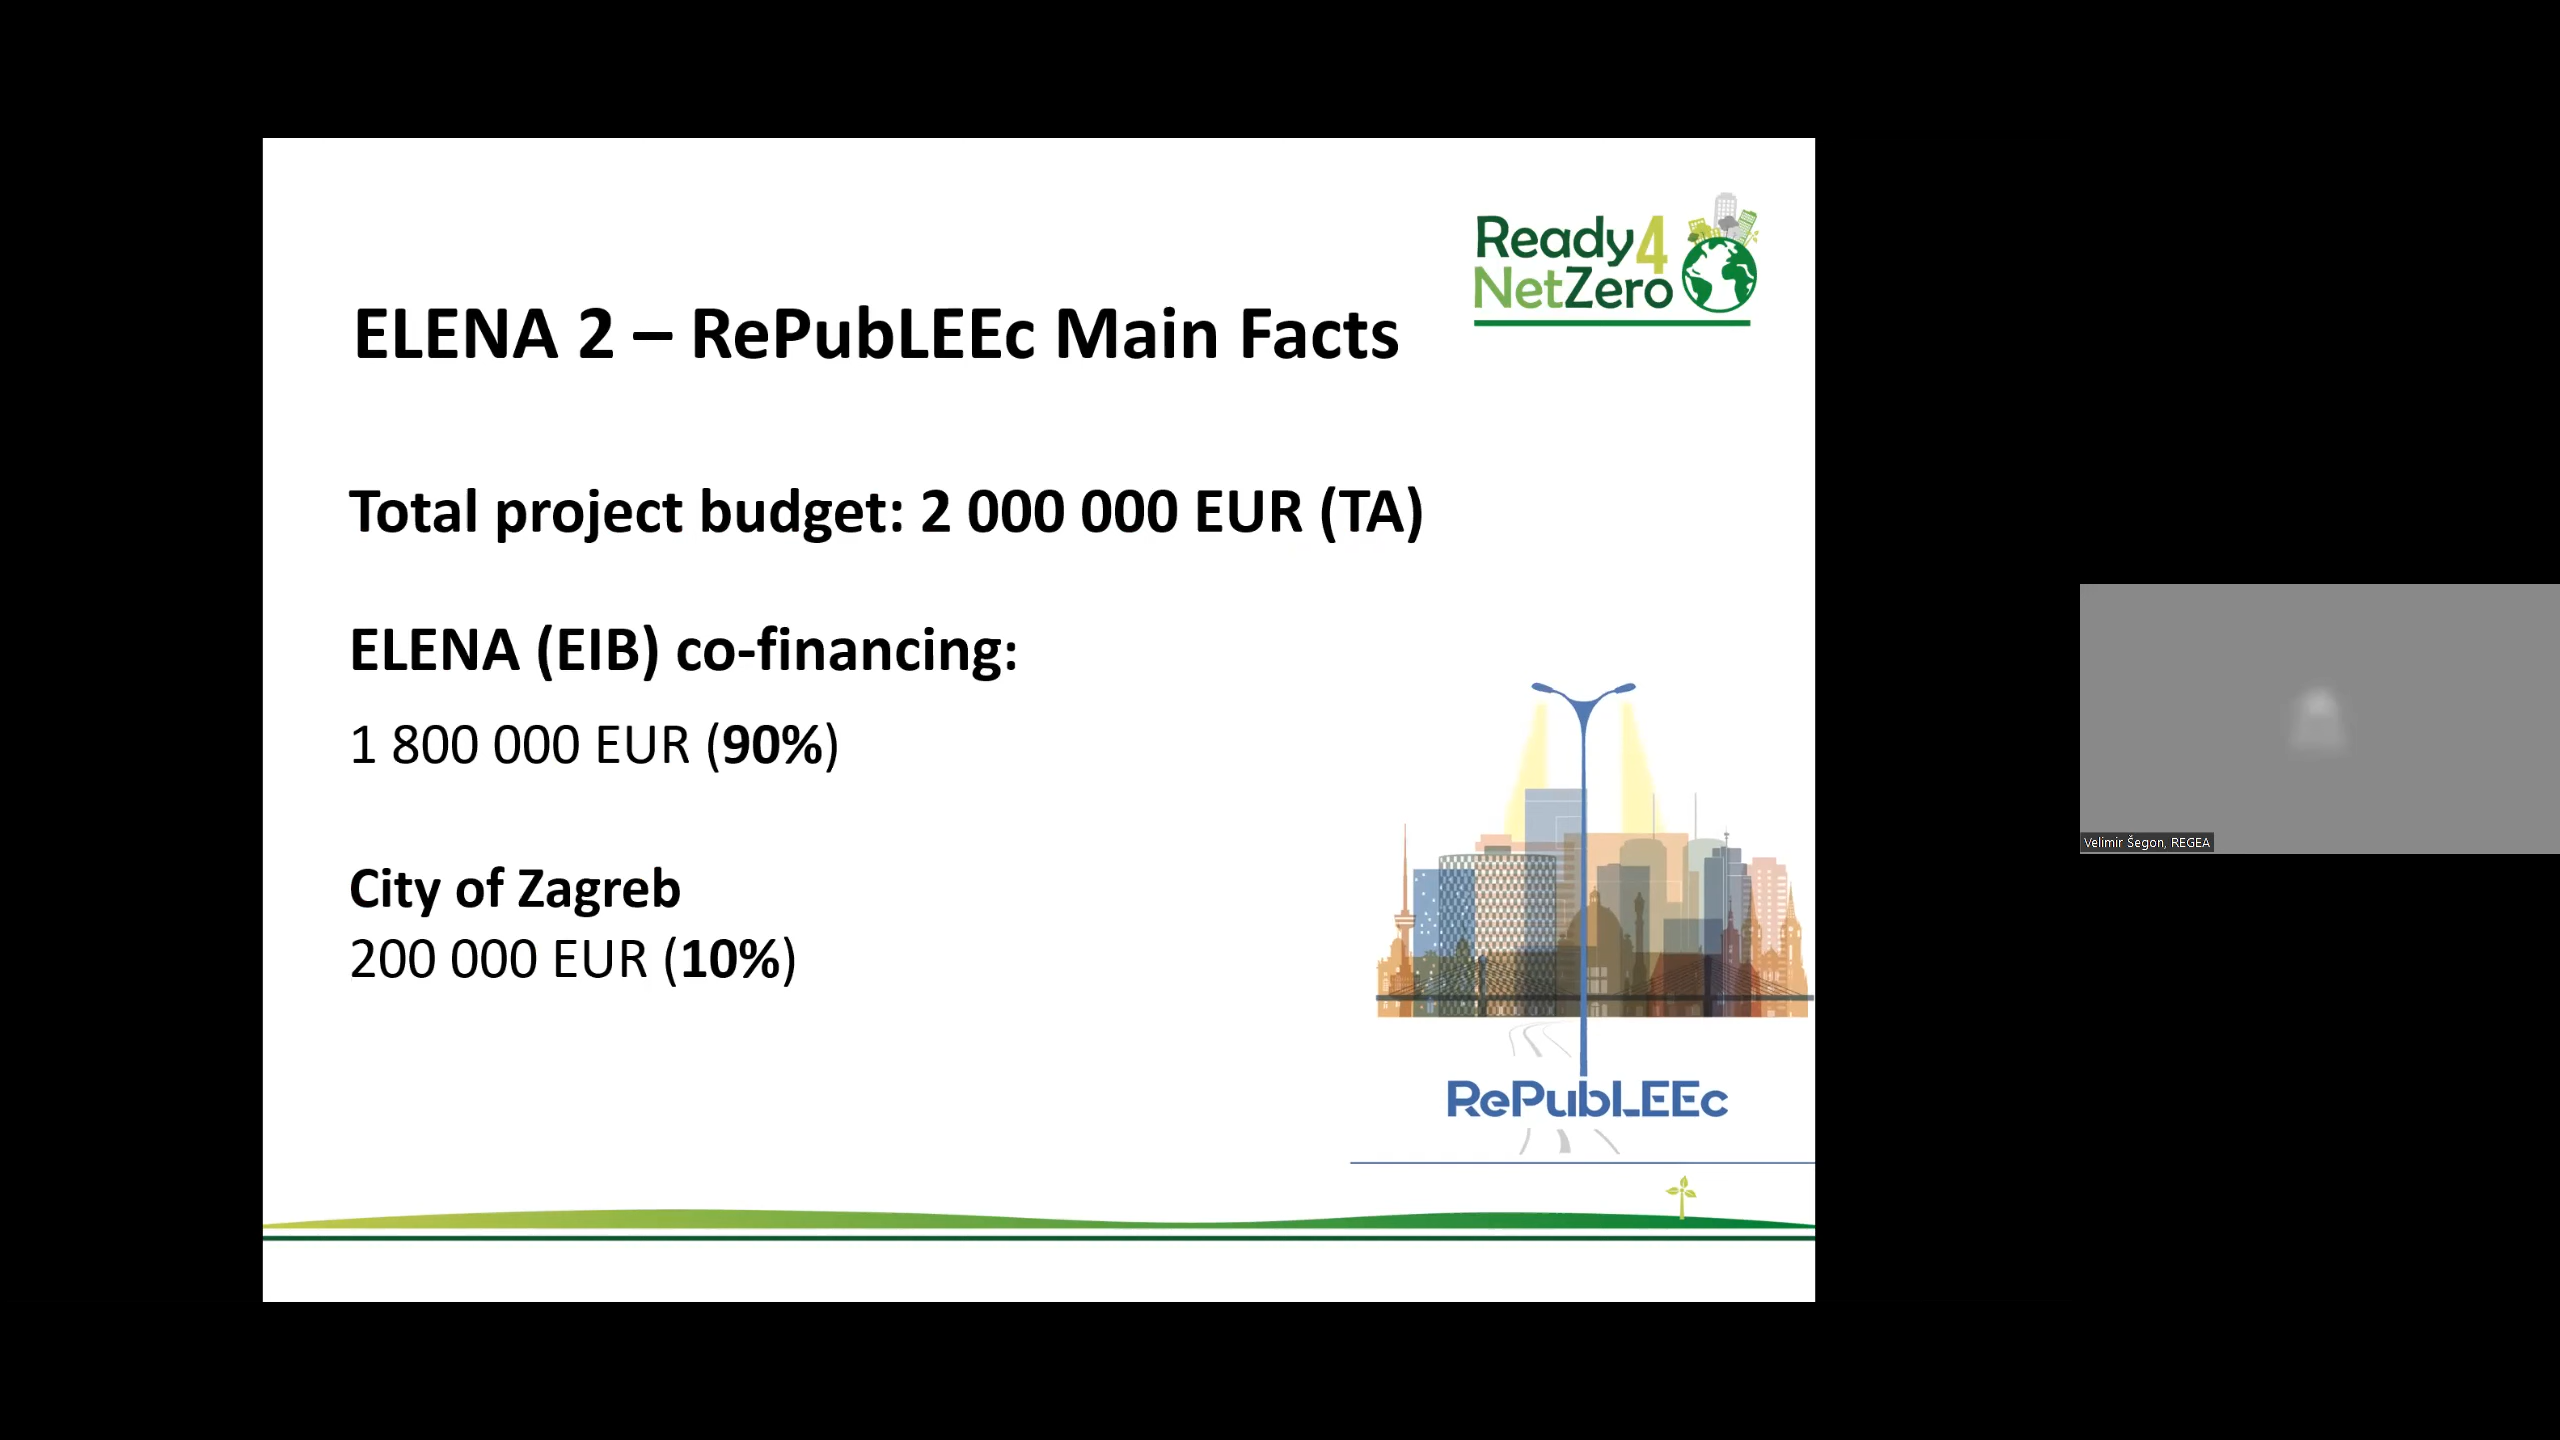 Ready4
NetZero
ELENA 2 – RePubLEEc Main Facts
Total project budget: 2 000 000 EUR (TA)
ELENA (EIB) co-financing:
1 800 000 EUR (90%)
City of Zagreb
200 000 EUR (10%)
RePubLEEc
Velimir Šegon, REGEA